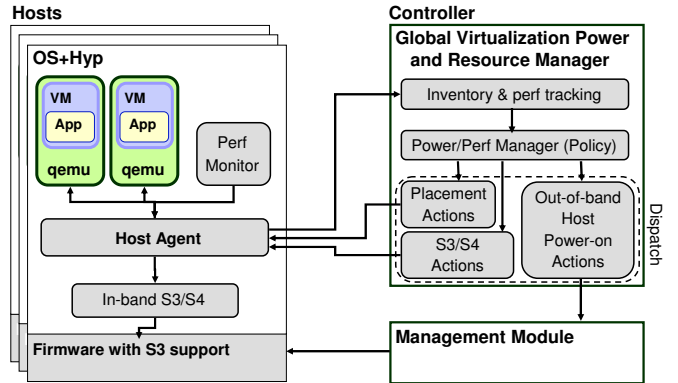 Hosts
OS+Hyp
VM
App
qemu
VM
App
qemu
Perf
Monitor
Host Agent
In-band S3/S4
Firmware with S3 support
Controller
Global Virtualization Power
and Resource Manager
Inventory & perf tracking
Power/Perf Manager (Policy)
Placement
Actions
S3/S4
Actions
Out-of-band
Host
Power-on
Actions
Dispatch
Management Module